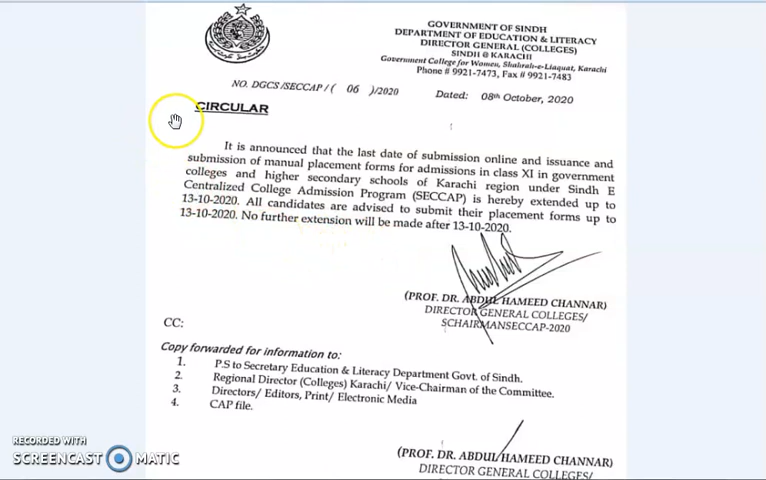 GOVERNMENT OF SINDH
DEPARTMENT OF EDUCATION & LITERACY
DIRECTOR GENERAL (COLLEGES)
SINDH @ KARACHI
Government College for Women, Shahrah-e-Liaquat, Karachi
Phone # 9921-7473, Fax # 9921-7483
NO. DGCS/SECCAP/( 06 )/2020 Dated: 08th October, 2020
CIRCULAR
It is announced that the last date of submission online and issuance and
submission of manual placement forms for admissions in class XI in government
colleges and higher secondary schools of Karachi region under Sindh E
Centralized College Admission Program (SECCAP) is hereby extended up to
13-10-2020. All candidates are advised to submit their placement forms up to
13-10-2020. No further extension will be made after 13-10-2020.
(PROF. DR. ABDUL HAMEED CHANNAR)
DIRECTOR GENERAL COLLEGES/
SCHAIRMANSECCAP-2020
CC:
Copy forwarded for information to:
1. P.S to Secretary Education & Literacy Department Govt. of Sindh.
2. Regional Director (Colleges) Karachi/ Vice-Chairman of the Committee.
3. Directors/ Editors, Print/ Electronic Media
4. CAP file.
(PROF. DR. ABDUL HAMEED CHANNAR)
DIRECTOR GENERAL COLLEGES/
RECORDED WITH
SCREENCAST MATIC